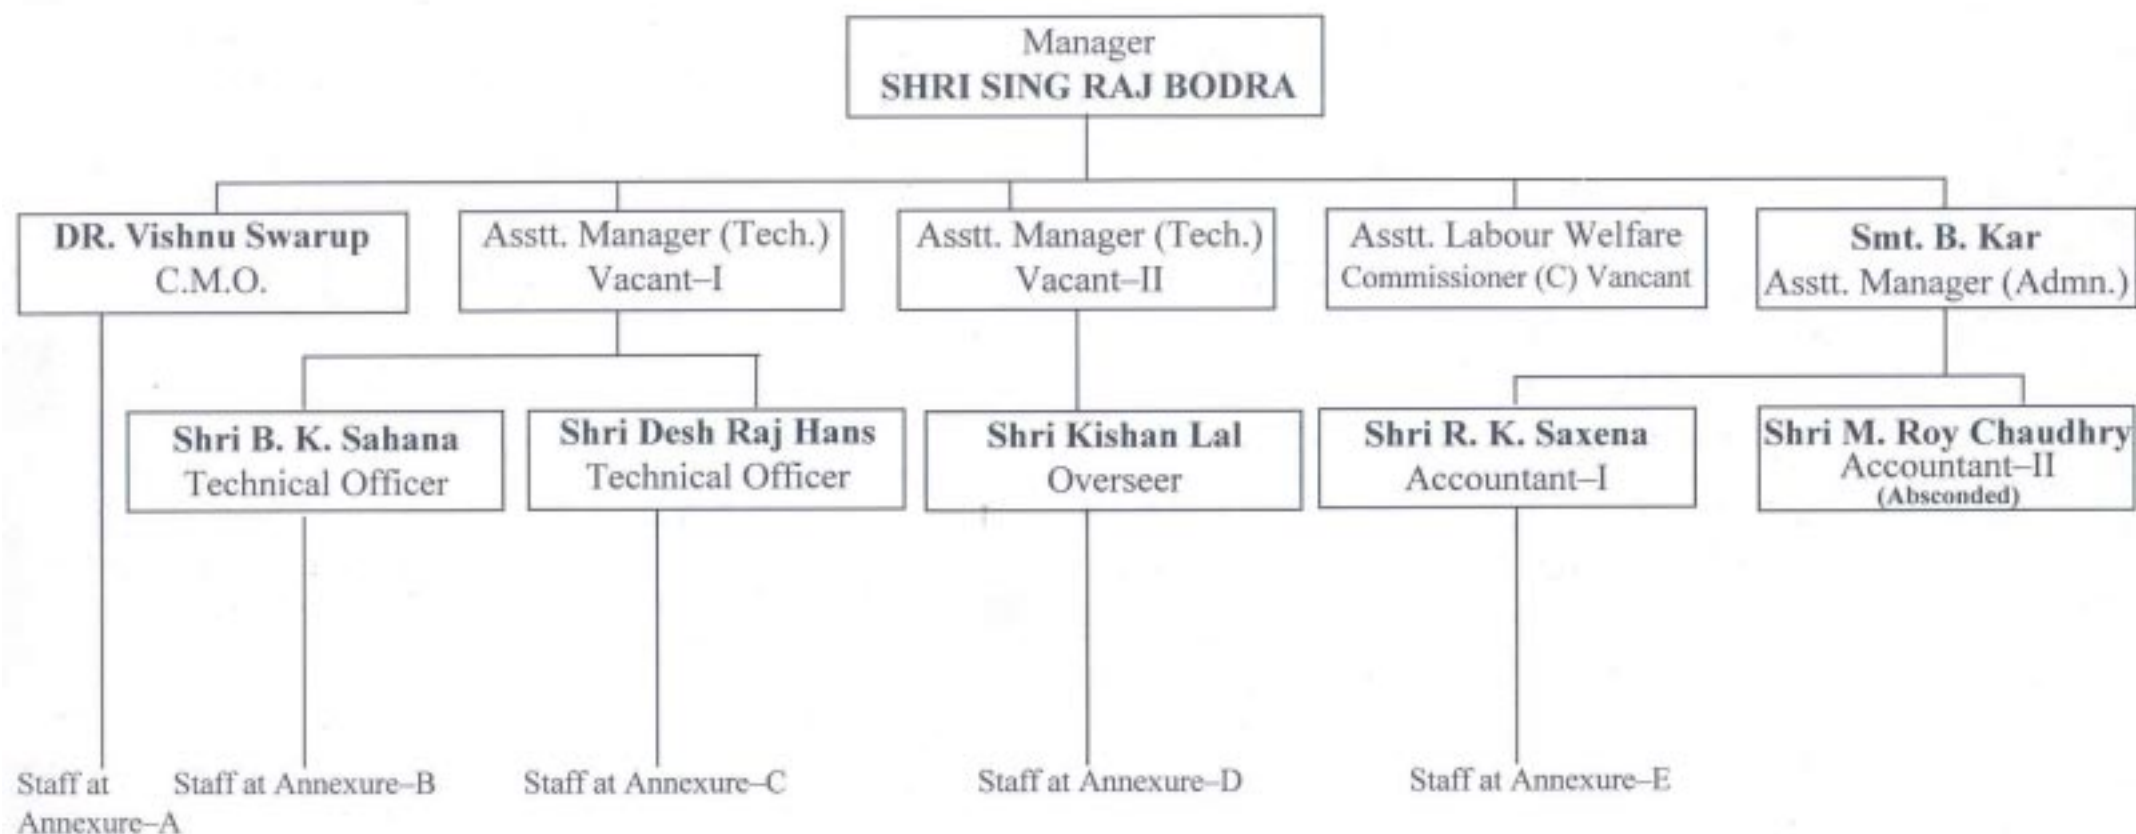 Manager
SHRI SING RAJ BODRA
DR. Vishnu Swarup
C.M.O.
Asstt. Manager (Tech.)
Vacant–I
Asstt. Manager (Tech.)
Vacant–II
Asstt. Labour Welfare
Commissioner (C) Vancant
Smt. B. Kar
Asstt. Manager (Admn.)
Shri B. K. Sahana
Technical Officer
Shri Desh Raj Hans
Technical Officer
Shri Kishan Lal
Overseer
Shri R. K. Saxena
Accountant–I
Shri M. Roy Chaudhry
Accountant–II
(Absconded)
Staff at
Annexure–A
Staff at Annexure–B
Staff at Annexure–C
Staff at Annexure–D
Staff at Annexure–E